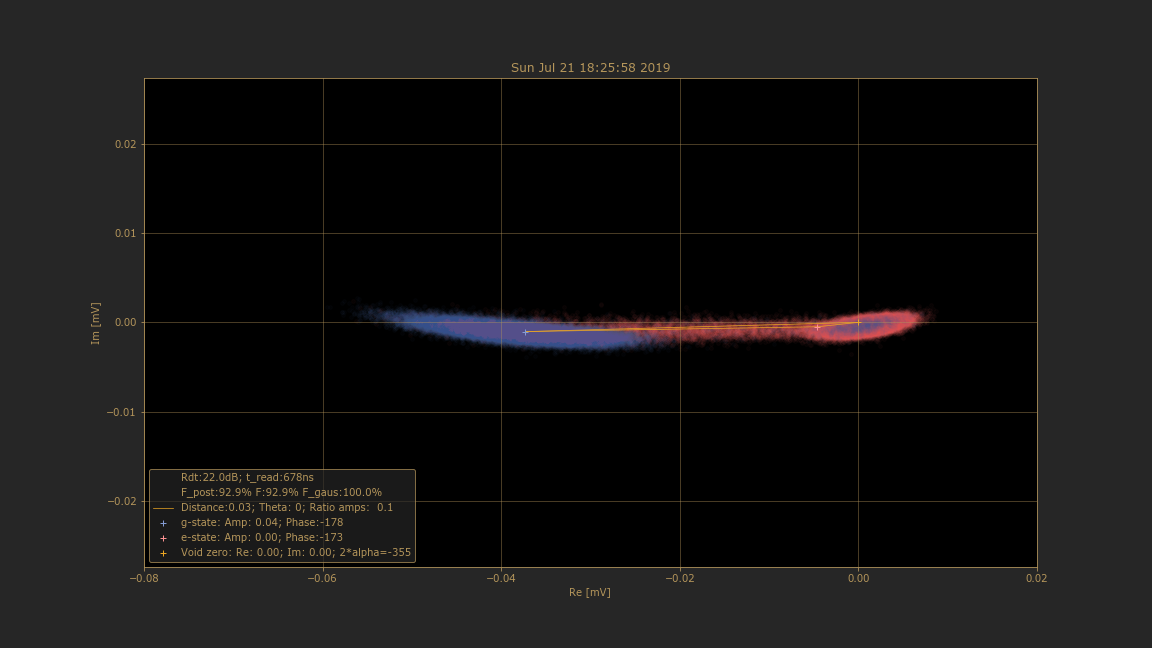 Sun Jul 21 18:25:58 2019
0.02
0.01
0.00
−0.01
−0.02
Im [mV]
Rdt:22.0dB; t_read:678ns
F_post:92.9% F:92.9% F_gaus:100.0%
Distance:0.03; Theta: 0; Ratio amps: 0.1
g-state: Amp: 0.04; Phase:-178
e-state: Amp: 0.00; Phase:-173
Void zero: Re: 0.00; Im: 0.00; 2*alpha=-355
−0.08 −0.06 −0.04 −0.02 0.00 0.02
Re [mV]